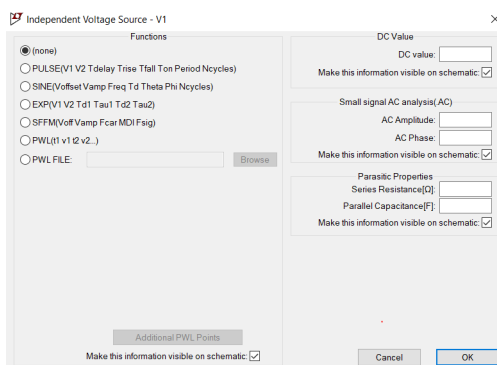 Independent Voltage Source - V1
Functions
(none)
PULSE(V1 V2 Tdelay Trise Tfall Ton Period Ncycles)
SINE(Voffset Vamp Freq Td Theta Phi Ncycles)
EXP(V1 V2 Td1 Tau1 Td2 Tau2)
SFFM(Voff Vamp Fcar MDI Fsig)
PWL(t1 v1 t2 v2...)
PWL FILE:
Browse
Additional PWL Points
Make this information visible on schematic:
DC Value
DC value:
Make this information visible on schematic:
Small signal AC analysis(.AC)
AC Amplitude:
AC Phase:
Make this information visible on schematic:
Parasitic Properties
Series Resistance[Ω]:
Parallel Capacitance[F]:
Make this information visible on schematic:
Cancel
OK